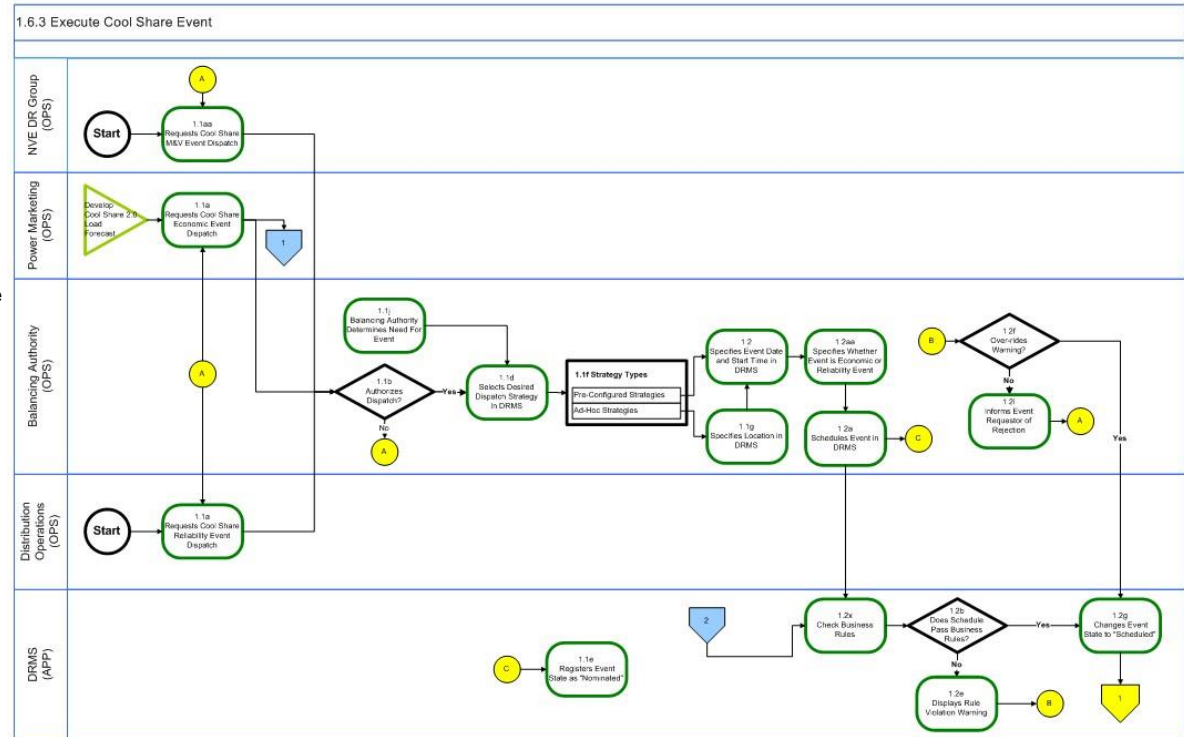 1.6.3 Execute Cool Share Event
NVE DR Group
(OPS)
A
Start
1.1aa
Requests Cool Share
M&V Event Dispatch
Power Marketing
(OPS)
Develop
Cool Share 2.0
Load
Forecast
1.1a
Requests Cool Share
Economic Event
Dispatch
1
e
Balancing Authority
(OPS)
A
1.1j
Balancing Authority
Determines Need For
Event
1.1b
Authorizes
Dispatch?
Yes
No
A
1.1d
Selects Desired
Dispatch Strategy
In DRMS
1.1f Strategy Types
Pre-Configured Strategies
Ad-Hoc Strategies
1.2
Specifies Event Date
and Start Time in
DRMS
1.1g
Specifies Location in
DRMS
1.2aa
Specifies Whether
Event is Economic or
Reliability Event
1.2a
Schedules Event in
DRMS
C
B
1.2f
Over-rides
Warning?
No
1.2i
Informs Event
Requestor of
Rejection
A
Yes
Distribution
Operations
(OPS)
Start
1.1a
Requests Cool Share
Reliability Event
Dispatch
DRMS
(APP)
C
1.1e
Registers Event
State as "Nominated"
2
1.2x
Check Business
Rules
1.2b
Does Schedule
Pass Business
Rules?
Yes
No
1.2e
Displays Rule
Violation Warning
B
1.2g
Changes Event
State to "Scheduled"
1